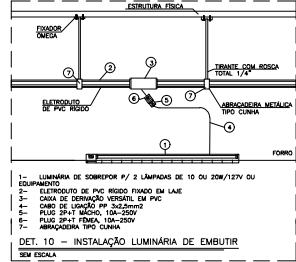 ESTRUTURA FÍSICA
FIXADOR
OMEGA
2
3
TIRANTE COM ROSCA
TOTAL 1/4"
7
7
6
5
ELETRODUTO
DE PVC RÍGIDO
ABRAÇADEIRA METÁLICA
TIPO CUNHA
4
1
FORRO
1- LUMINÁRIA DE SOBREPOR P/ 2 LÂMPADAS DE 10 OU 20W/127V OU
EQUIPAMENTO
2- ELETRODUTO DE PVC RÍGIDO FIXADO EM LAJE
3- CAIXA DE DERIVAÇÃO VERSÁTIL EM PVC
4- CABO DE LIGAÇÃO PP 3x2,5mm2
5- PLUG 2P+T MACHO, 10A-250V
6- PLUG 2P+T FÊMEA, 10A-250V
7- ABRAÇADEIRA TIPO CUNHA
DET. 10 - INSTALAÇÃO LUMINÁRIA DE EMBUTIR
SEM ESCALA